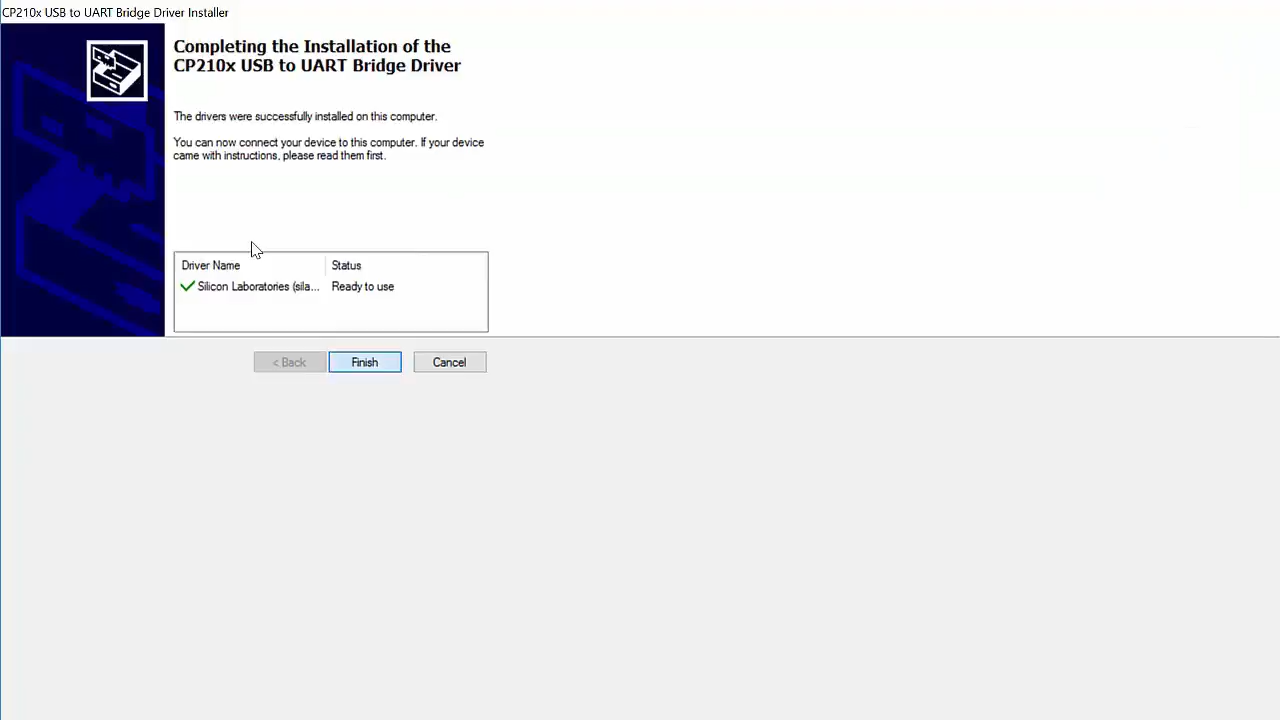 CP210x USB to UART Bridge Driver Installer
Completing the Installation of the
CP210x USB to UART Bridge Driver
The drivers were successfully installed on this computer.
You can now connect your device to this computer. If your device
came with instructions, please read them first.
Driver Name Status
Silicon Laboratories (sila... Ready to use
< Back Finish Cancel